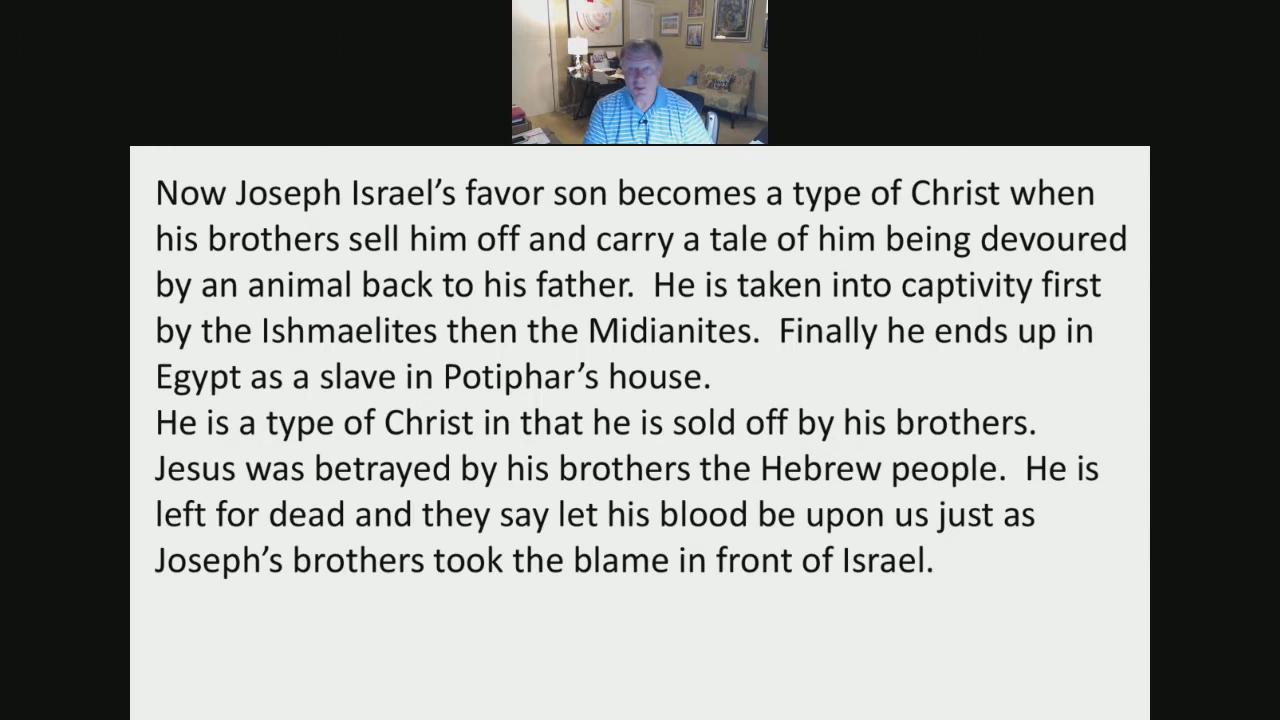 Now Joseph Israel’s favor son becomes a type of Christ when
his brothers sell him off and carry a tale of him being devoured
by an animal back to his father.  He is taken into captivity first
by the Ishmaelites then the Midianites.  Finally he ends up in
Egypt as a slave in Potiphar’s house.
He is a type of Christ in that he is sold off by his brothers.
Jesus was betrayed by his brothers the Hebrew people.  He is
left for dead and they say let his blood be upon us just as
Joseph’s brothers took the blame in front of Israel.